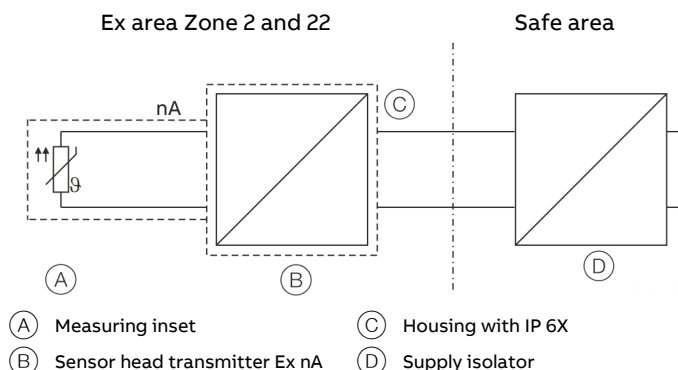 Ex area Zone 2 and 22
Safe area
nA
C
ϑ
A
B
D
A Measuring inset
C Housing with IP 6X
B Sensor head transmitter Ex nA
D Supply isolator